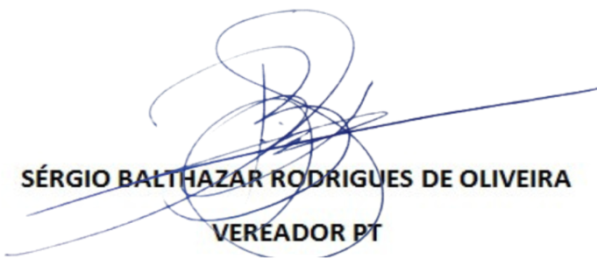 SÉRGIO BALTHAZAR RODRIGUES DE OLIVEIRA
VEREADOR PT